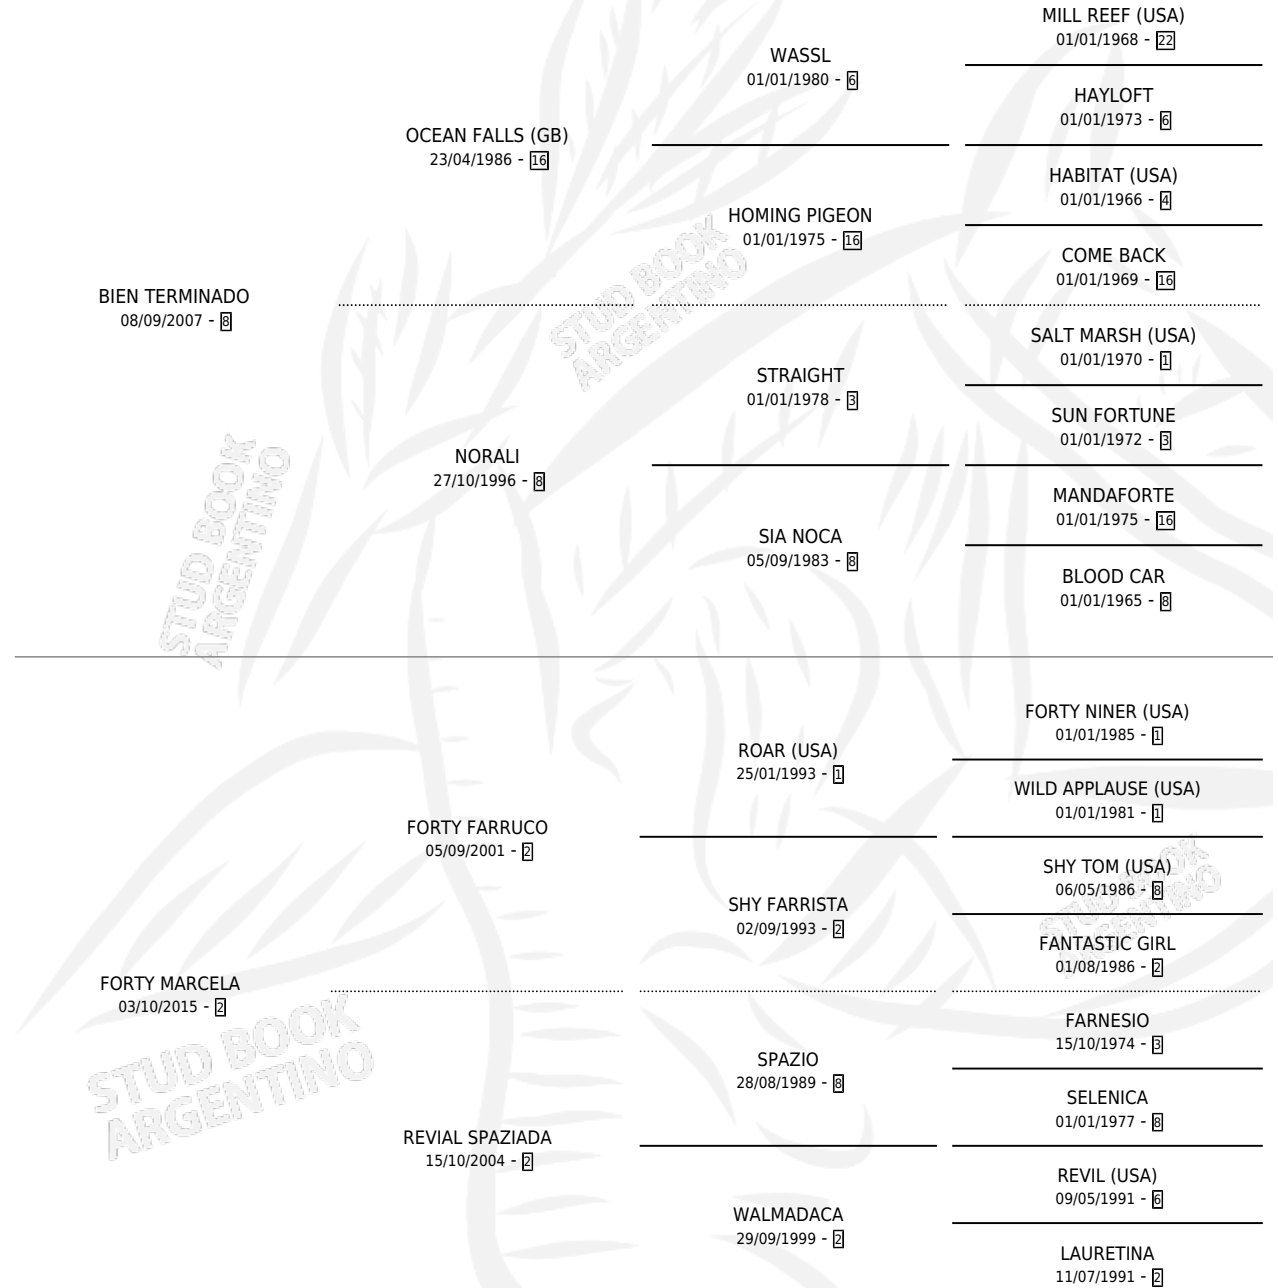 MILL REEF (USA)
01/01/1968 - 22
WASSL
01/01/1980 - 6
HAYLOFT
01/01/1973 - 6
OCEAN FALLS (GB)
23/04/1986 - 16
HABITAT (USA)
01/01/1966 - 4
HOMING PIGEON
01/01/1975 - 16
COME BACK
01/01/1969 - 16
BIEN TERMINADO
08/09/2007 - 8
STUD BOOK
ARGENTINO
SALT MARSH (USA)
01/01/1970 - 1
STRAIGHT
01/01/1978 - 3
SUN FORTUNE
01/01/1972 - 3
NORALI
27/10/1996 - 8
MANDAFORTE
01/01/1975 - 16
SIA NOCA
05/09/1983 - 8
BLOOD CAR
01/01/1965 - 8
STUD BOOK
ARGENTINO
FORTY NINER (USA)
01/01/1985 - 1
ROAR (USA)
25/01/1993 - 1
WILD APPLAUSE (USA)
01/01/1981 - 1
FORTY FARRUCO
05/09/2001 - 2
SHY TOM (USA)
06/05/1986 - 8
SHY FARRISTA
02/09/1993 - 2
STUD BOOK
ARGENTINO
FANTASTIC GIRL
01/08/1986 - 2
FORTY MARCELA
03/10/2015 - 2
FARNESIO
15/10/1974 - 3
SPAZIO
28/08/1989 - 8
STUD BOOK
ARGENTINO
SELENICA
01/01/1977 - 8
REVIAL SPAZIADA
15/10/2004 - 2
REVIL (USA)
09/05/1991 - 6
WALMADACA
29/09/1999 - 2
LAURETINA
11/07/1991 - 2